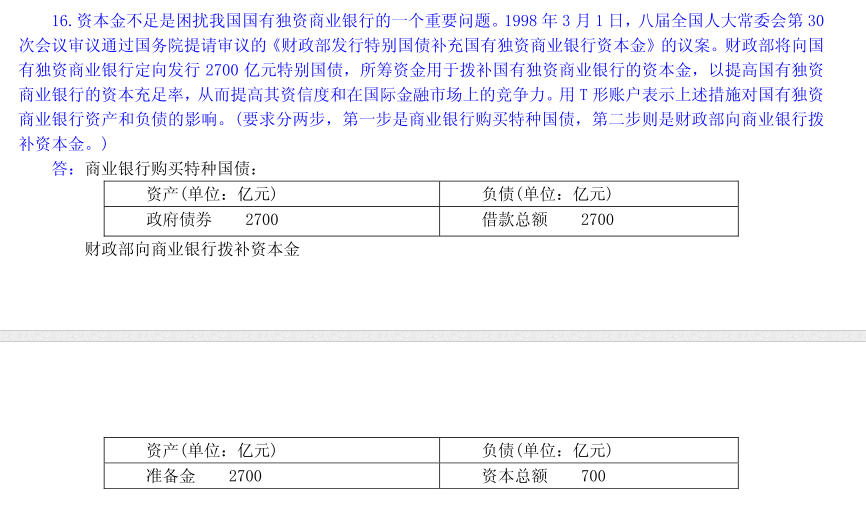 16.资本金不足是困扰我国国有独资商业银行的一个重要问题。1998 年 3 月 1 日，八届全国人大常委会第 30
次会议审议通过国务院提请审议的《财政部发行特别国债补充国有独资商业银行资本金》的议案。财政部将向国
有独资商业银行定向发行 2700 亿元特别国债，所筹资金用于拨补国有独资商业银行的资本金，以提高国有独资
商业银行的资本充足率，从而提高其资信度和在国际金融市场上的竞争力。用 T 形账户表示上述措施对国有独资
商业银行资产和负债的影响。(要求分两步，第一步是商业银行购买特种国债，第二步则是财政部向商业银行拨
补资本金。)
答：商业银行购买特种国债：
资产(单位：亿元) 负债(单位：亿元)
政府债券 2700 借款总额 2700
财政部向商业银行拨补资本金
资产(单位：亿元) 负债(单位：亿元)
准备金 2700 资本总额 700